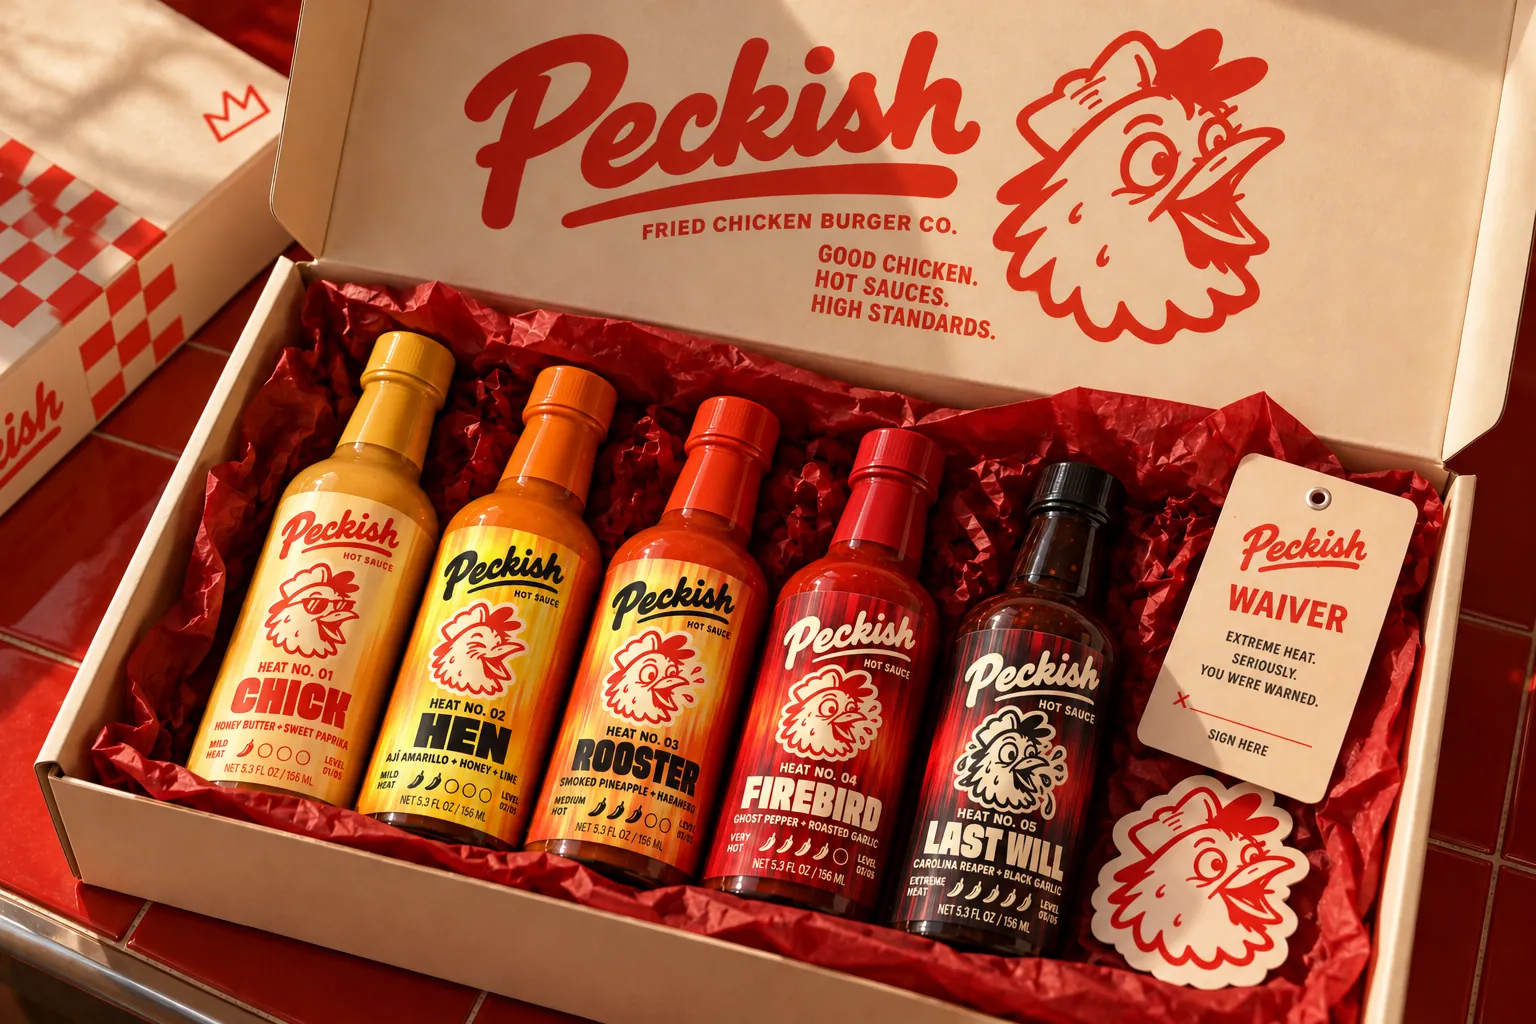 Peckish
FRIED CHICKEN BURGER CO.
GOOD CHICKEN.
HOT SAUCES.
HIGH STANDARDS.
Peckish
HOT SAUCE
HEAT NO. 01
CHICK
HONEY BUTTER + SWEET PAPRIKA
MILD
HEAT
LEVEL
01/05
NET 5.3 FL OZ / 156 ML
Peckish
HOT SAUCE
HEAT NO. 02
HEN
AJÍ AMARILLO + HONEY + LIME
MILD
HEAT
LEVEL
NET 5.3 FL OZ / 156 ML
Peckish
HOT SAUCE
HEAT NO. 03
ROOSTER
SMOKED PINEAPPLE + HABANERO
MEDIUM
HOT
LEVEL
NET 5.3 FL OZ / 156 ML
Peckish
HOT SAUCE
HEAT NO. 04
FIREBIRD
GHOST PEPPER + ROASTED GARLIC
VERY
HOT
LEVEL
NET 5.3 FL OZ / 156 ML
Peckish
HOT SAUCE
HEAT NO. 05
LAST WILL
CAROLINA REAPER + BLACK GARLIC
EXTREME
HEAT
LEVEL
NET 5.3 FL OZ / 156 ML
Peckish
WAIVER
EXTREME HEAT.
SERIOUSLY.
YOU WERE WARNED.
x
SIGN HERE